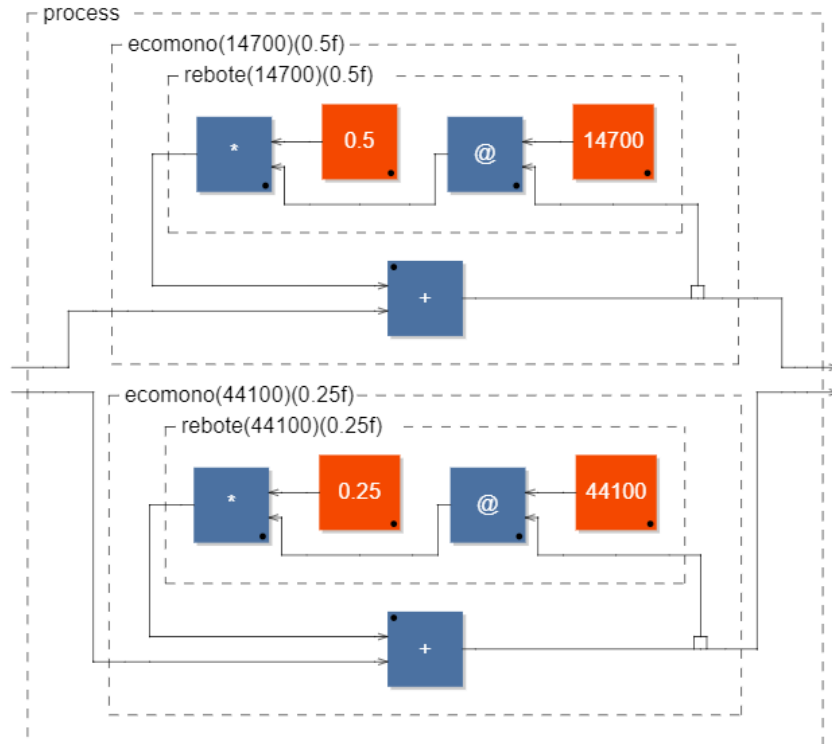 process
ecomono(14700)(0.5f)
rebote(14700)(0.5f)
* 0.5 @ 14700
+
ecomono(44100)(0.25f)
rebote(44100)(0.25f)
* 0.25 @ 44100
+